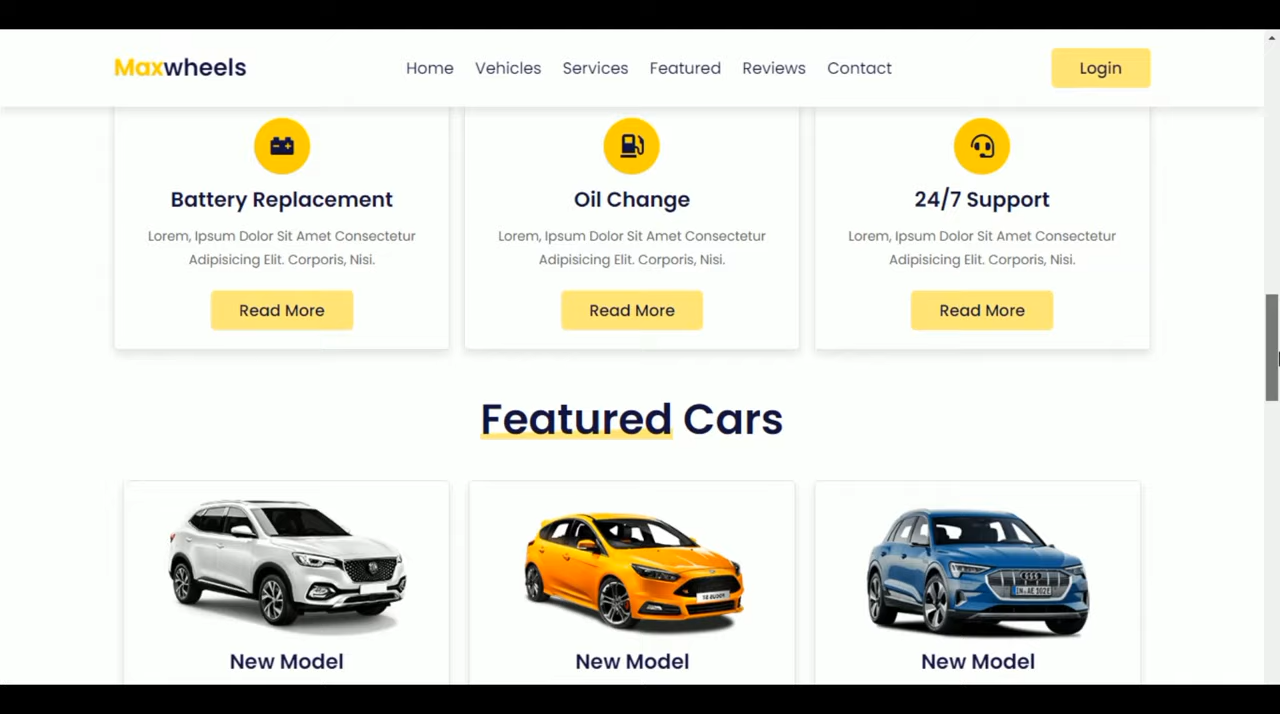 Maxwheels Home Vehicles Services Featured Reviews Contact Login
Battery Replacement Oil Change 24/7 Support
Lorem, Ipsum Dolor Sit Amet Consectetur Lorem, Ipsum Dolor Sit Amet Consectetur Lorem, Ipsum Dolor Sit Amet Consectetur
Adipisicing Elit. Corporis, Nisi. Adipisicing Elit. Corporis, Nisi. Adipisicing Elit. Corporis, Nisi.
Read More Read More Read More
Featured Cars
New Model New Model New Model